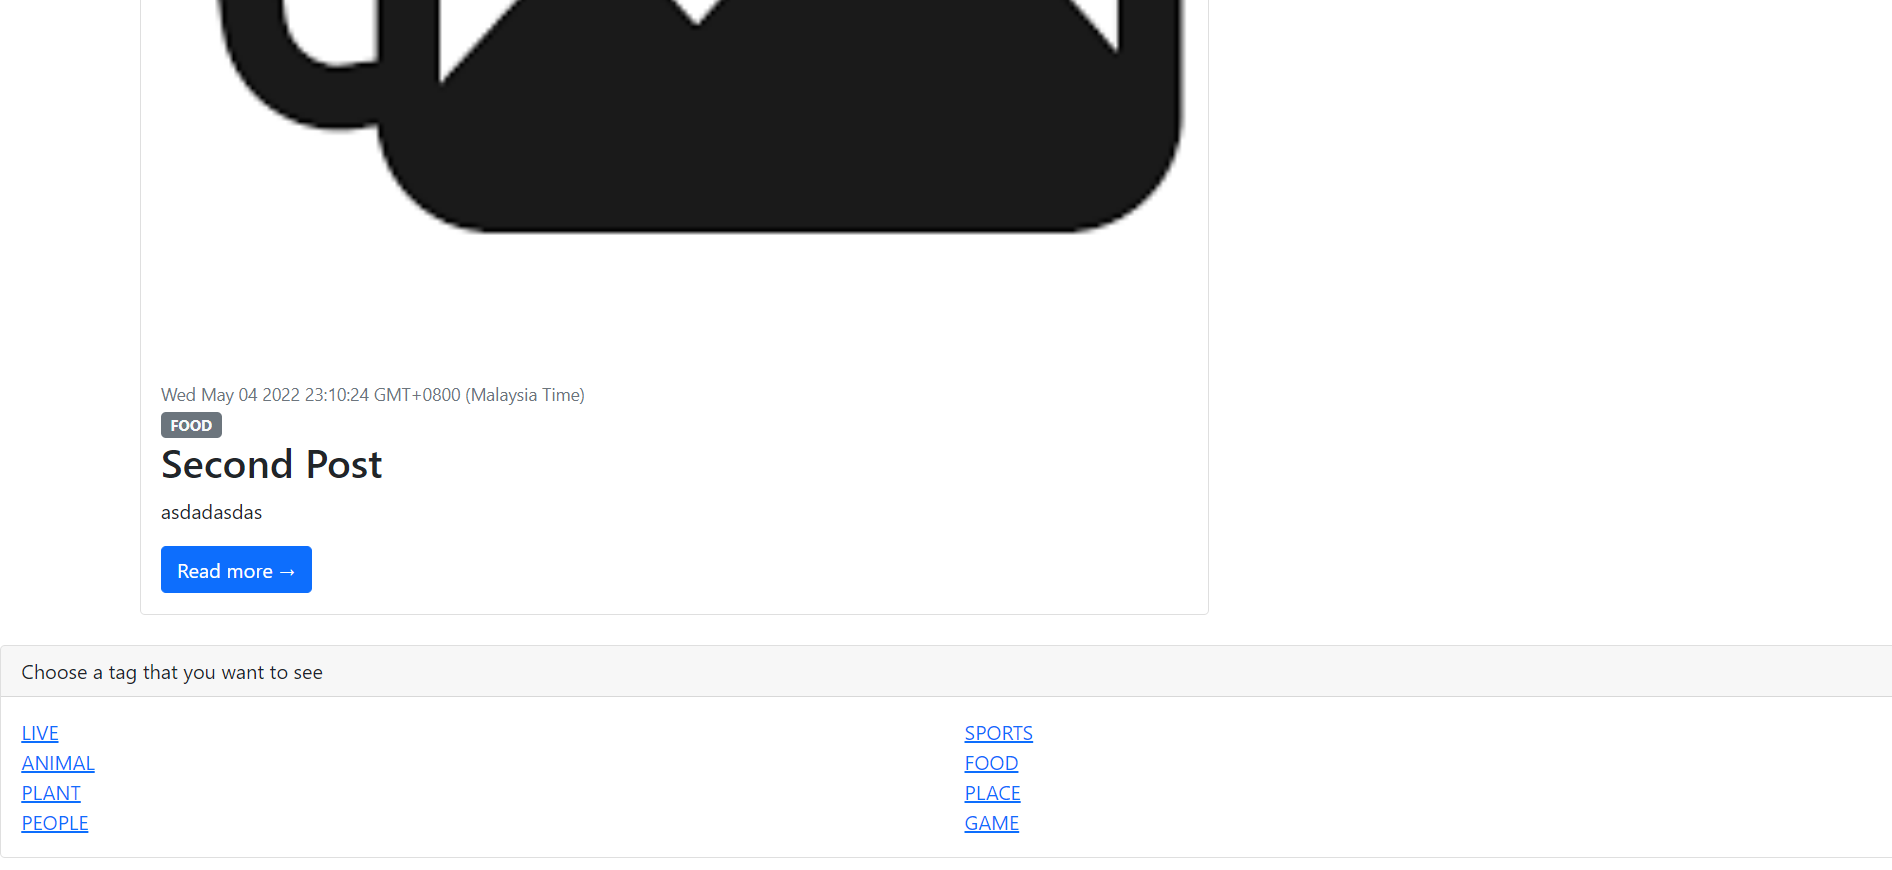 Wed May 04 2022 23:10:24 GMT+0800 (Malaysia Time)
FOOD
Second Post
asdadasdas
Read more →
Choose a tag that you want to see
LIVE
ANIMAL
PLANT
PEOPLE
SPORTS
FOOD
PLACE
GAME